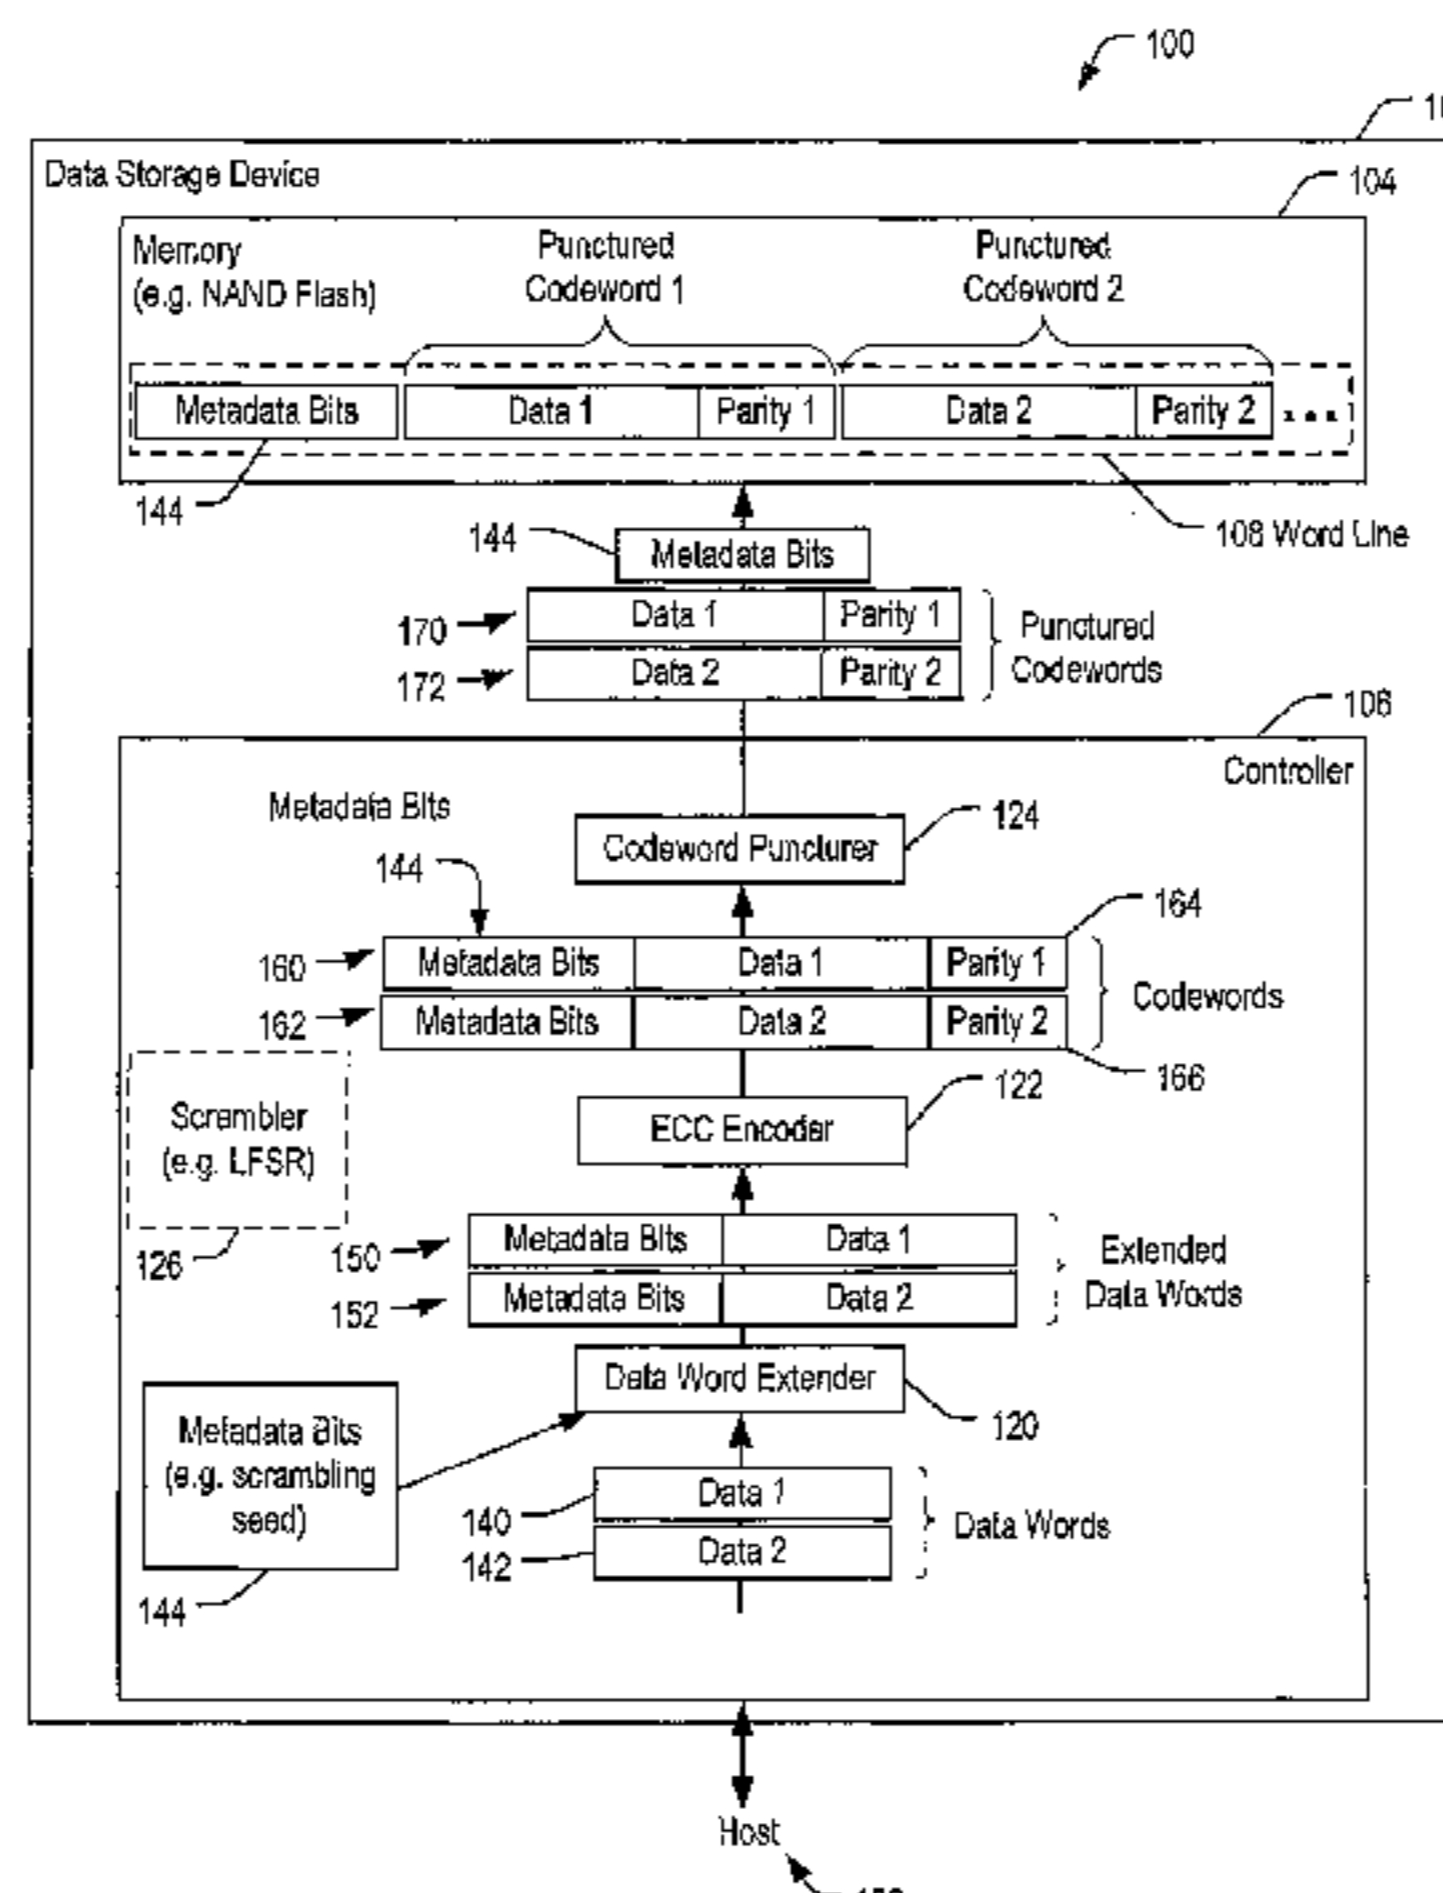 100
Data Storage Device
104
Memory
(e.g. NAND Flash)
Punctured
Codeword 1
Punctured
Codeword 2
Metadata Bits
Data 1
Parity 1
Data 2
Parity 2
...
144
108 Word Line
144
Metadata Bits
170
Data 1
Parity 1
172
Data 2
Parity 2
Punctured
Codewords
106
Controller
Metadata Bits
144
Codeword Puncturer
124
164
160
Metadata Bits
Data 1
Parity 1
162
Metadata Bits
Data 2
Parity 2
Codewords
166
Scrambler
(e.g. LFSR)
126
ECC Encoder
122
150
Metadata Bits
Data 1
152
Metadata Bits
Data 2
Extended
Data Words
Data Word Extender
120
Metadata Bits
(e.g. scrambling
seed)
144
140
Data 1
142
Data 2
Data Words
Host